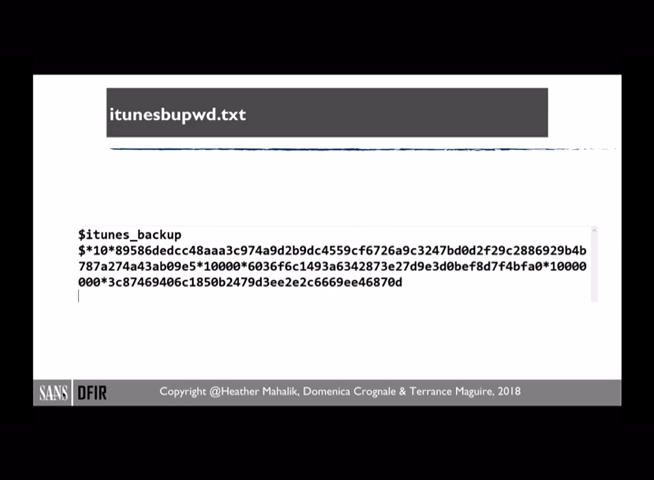 itunesbupwd.txt
$itunes_backup
$*10*89586dedcc48aaa3c974a9d2b9dc4559cf6726a9c3247bd0d2f29c2886929b4b
787a274a43ab09e5*10000*6036f6c1493a6342873e27d9e3d0bef8d7f4bfa0*10000
000*3c87469406c1850b2479d3ee2e2c6669ee46870d
SANS DFIR Copyright @Heather Mahalik, Domenica Crognale & Terrance Maguire, 2018